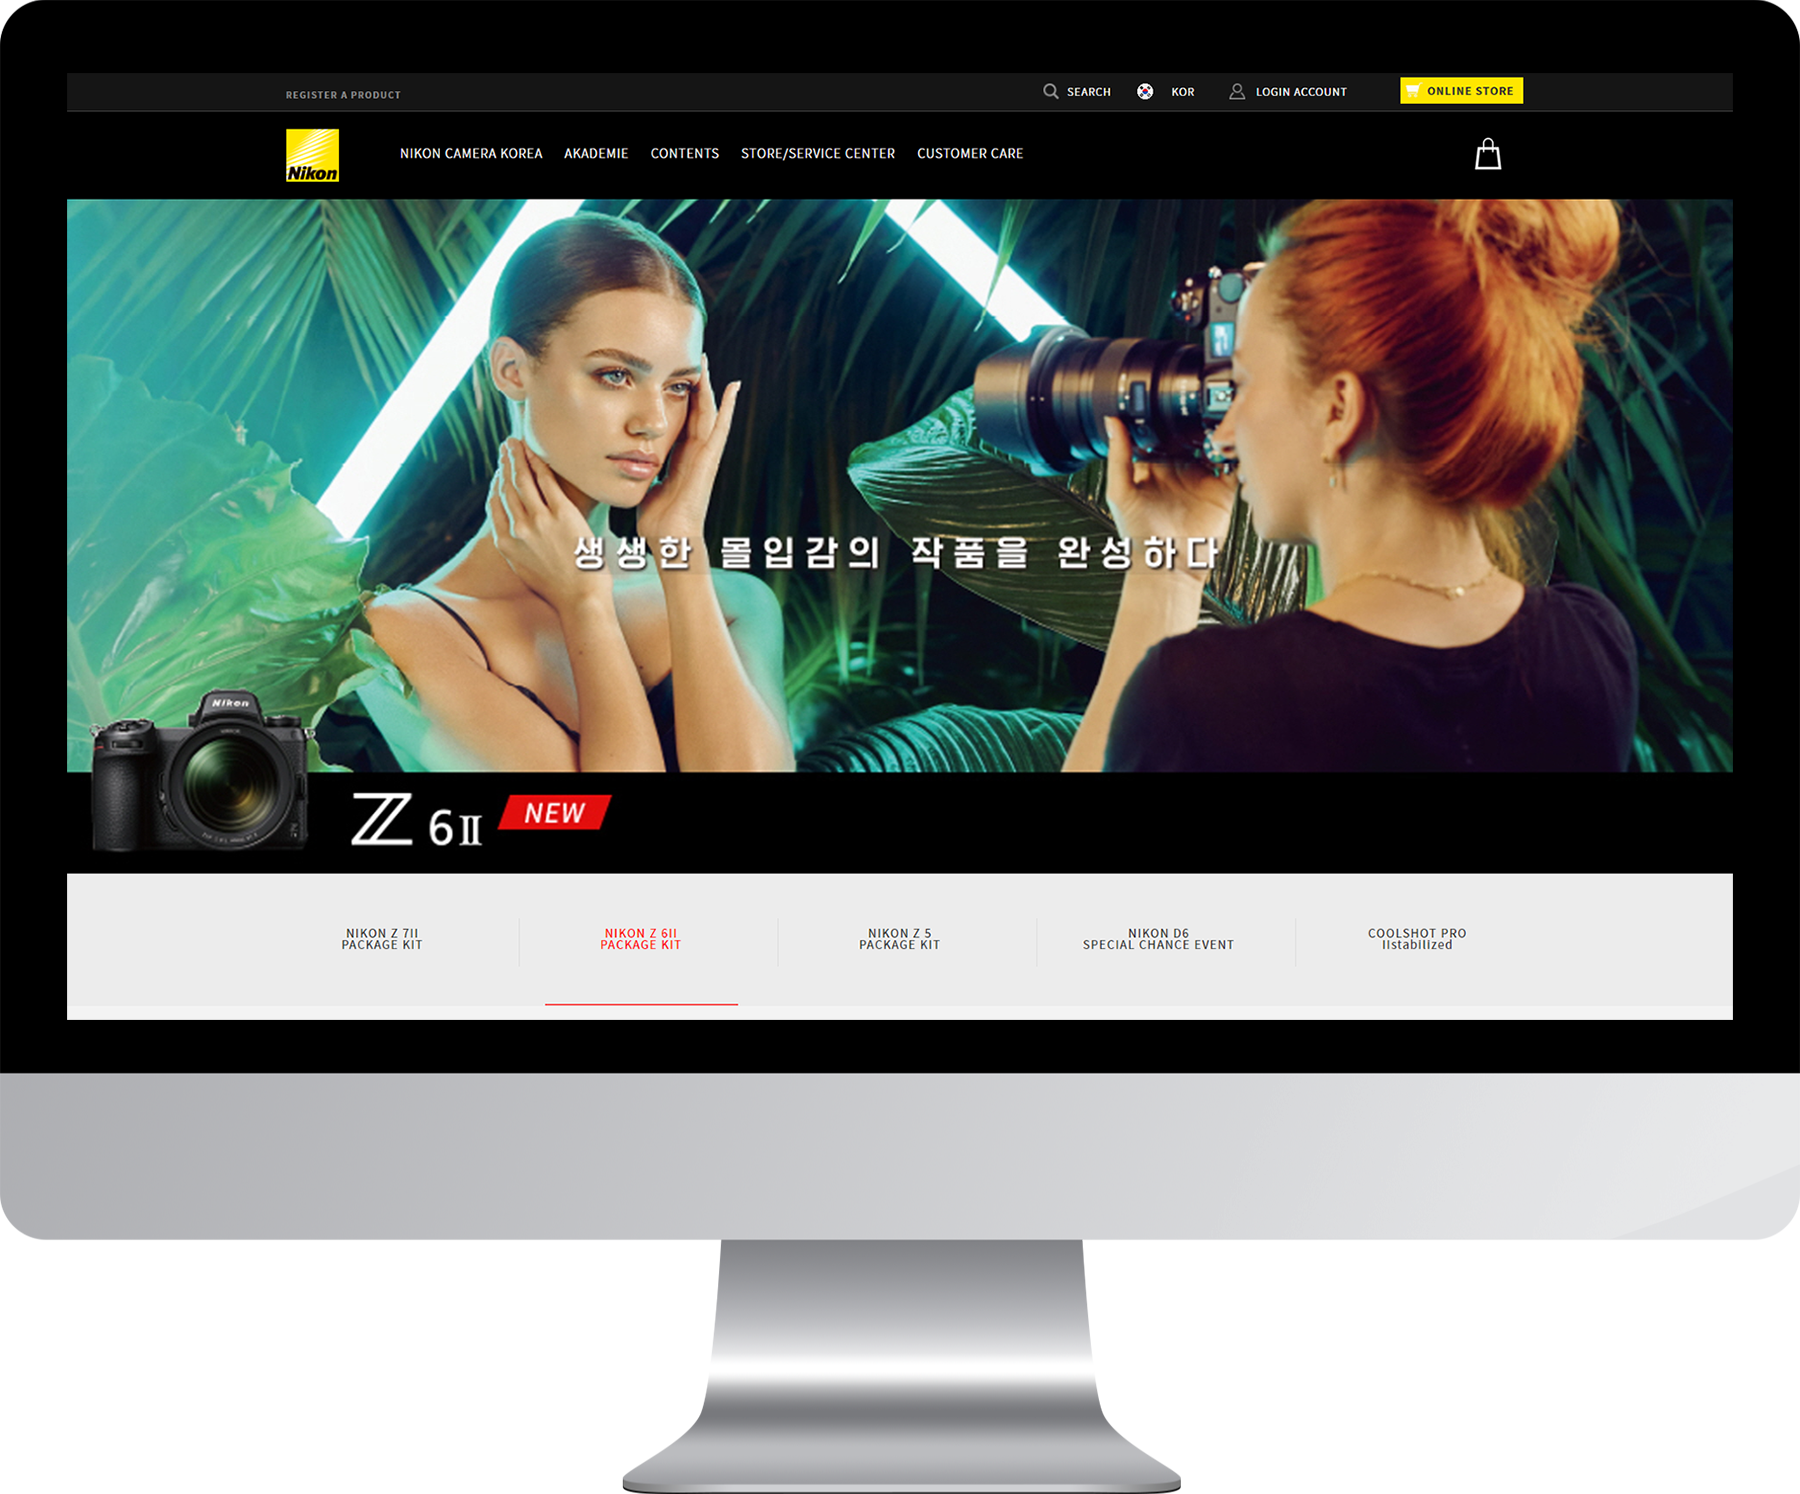 REGISTER A PRODUCT
SEARCH
KOR
LOGIN ACCOUNT
ONLINE STORE
Nikon
NIKON CAMERA KOREA
AKADEMIE
CONTENTS
STORE/SERVICE CENTER
CUSTOMER CARE
생생한 몰입감의 작품을 완성하다
Nikon
Z 6II
NEW
NIKON Z 7II
PACKAGE KIT
NIKON Z 6II
PACKAGE KIT
NIKON Z 5
PACKAGE KIT
NIKON D6
SPECIAL CHANCE EVENT
COOLSHOT PRO
IIstabilized